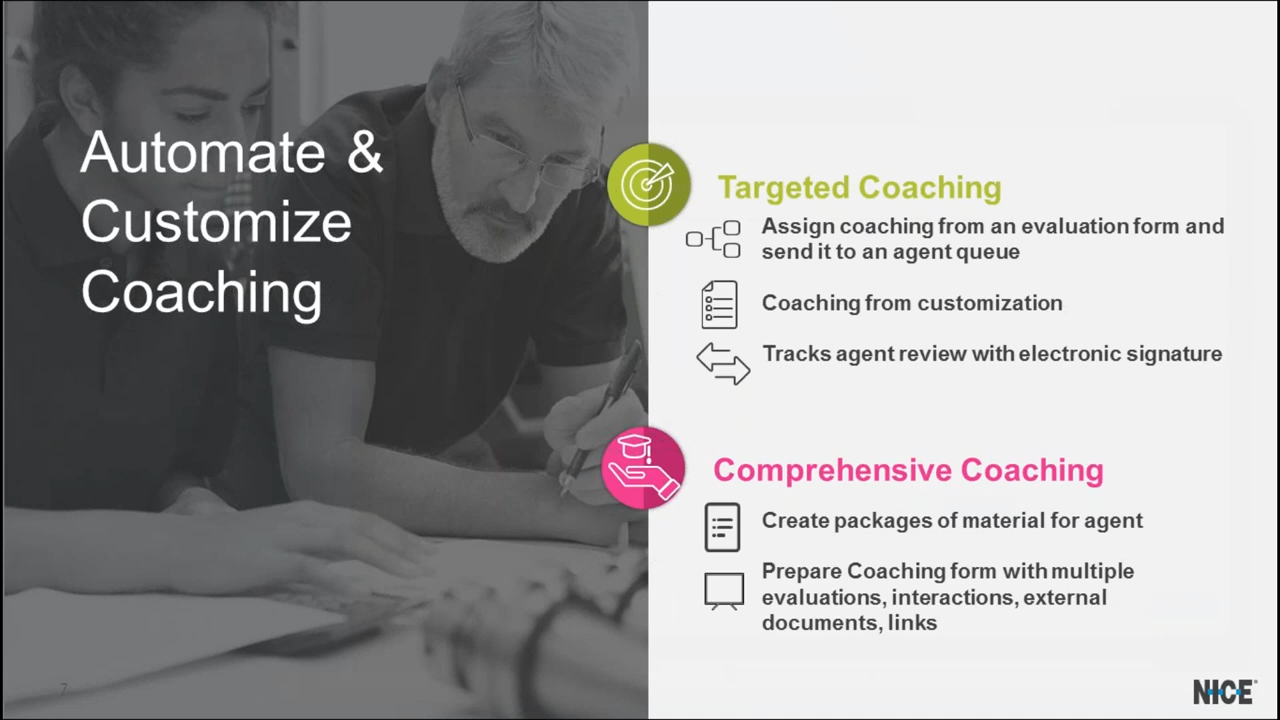 Automate &
Customize
Coaching
Targeted Coaching
Assign coaching from an evaluation form and
send it to an agent queue
Coaching from customization
Tracks agent review with electronic signature
Comprehensive Coaching
Create packages of material for agent
Prepare Coaching form with multiple
evaluations, interactions, external
documents, links
7
NICE®